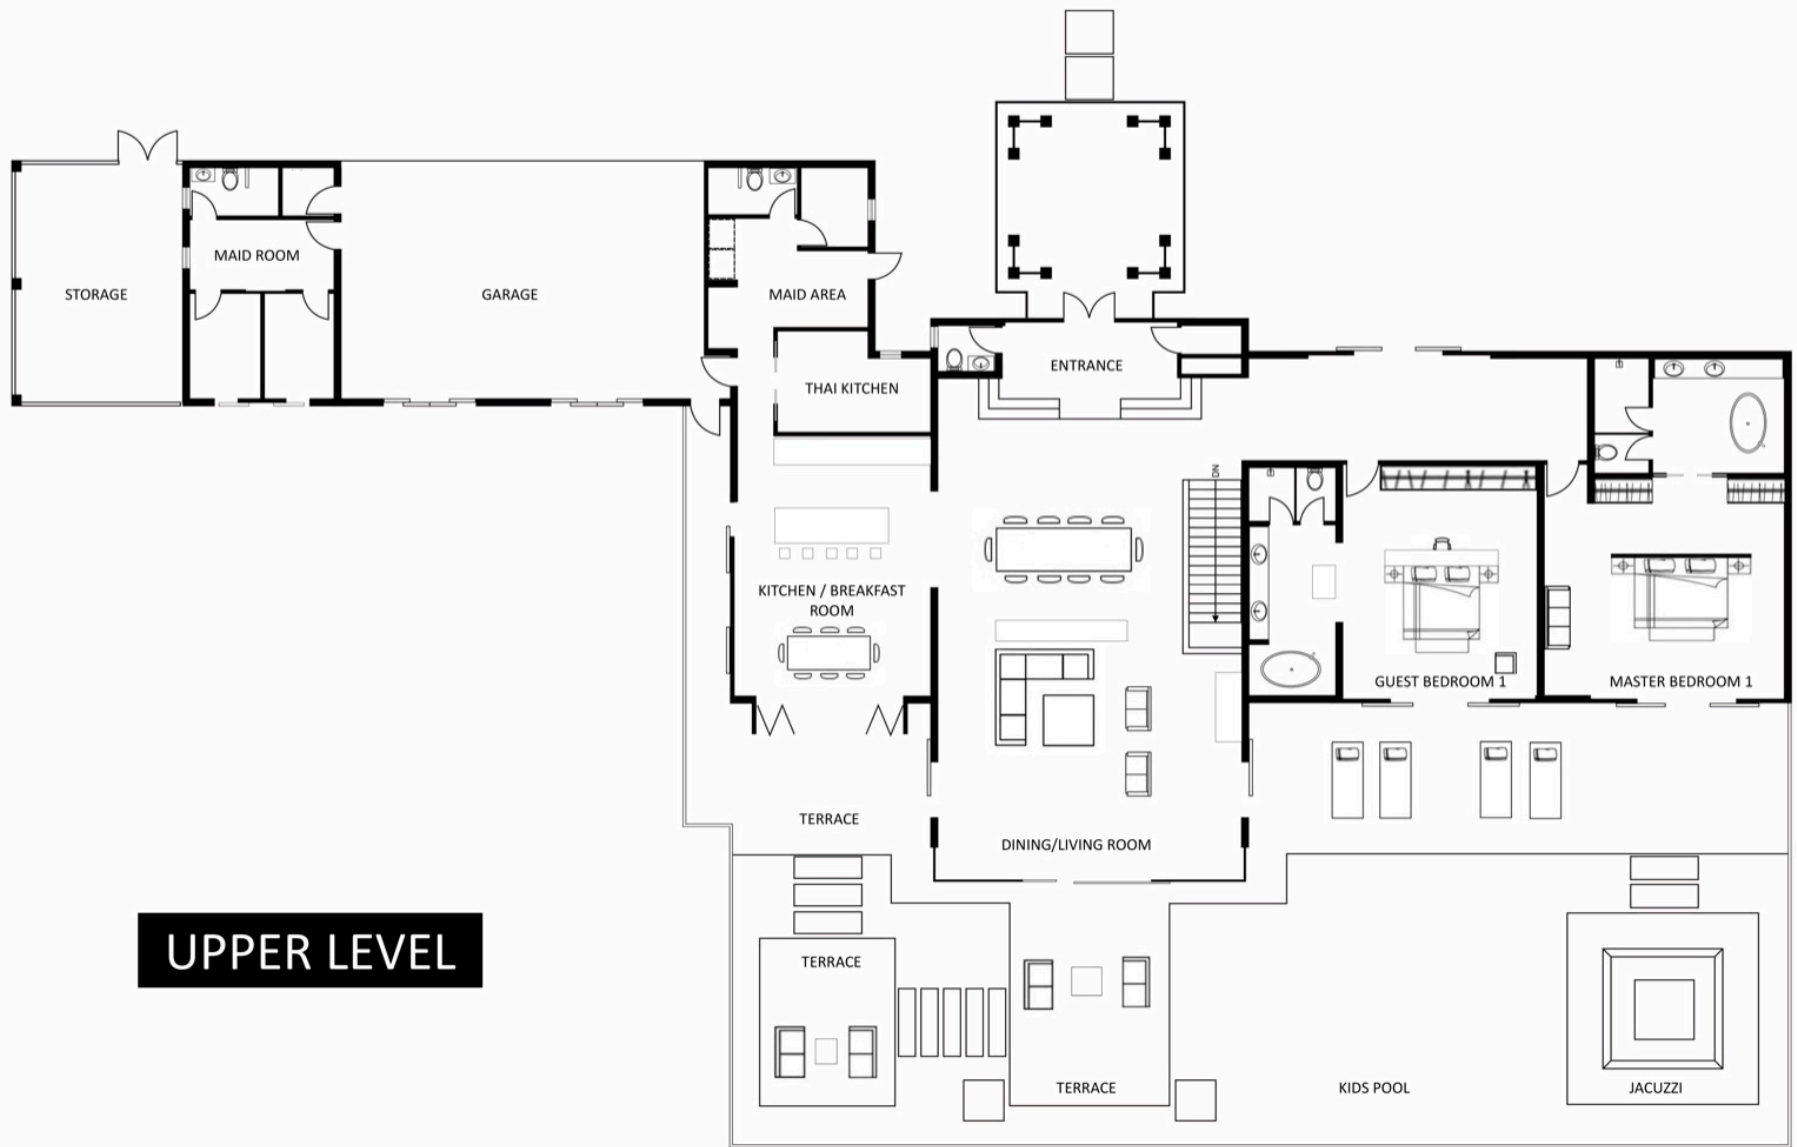 MAID ROOM
STORAGE
GARAGE
MAID AREA
ENTRANCE
THAI KITCHEN
DN
KITCHEN / BREAKFAST
ROOM
GUEST BEDROOM 1
MASTER BEDROOM 1
TERRACE
DINING/LIVING ROOM
UPPER LEVEL
TERRACE
TERRACE
KIDS POOL
JACUZZI